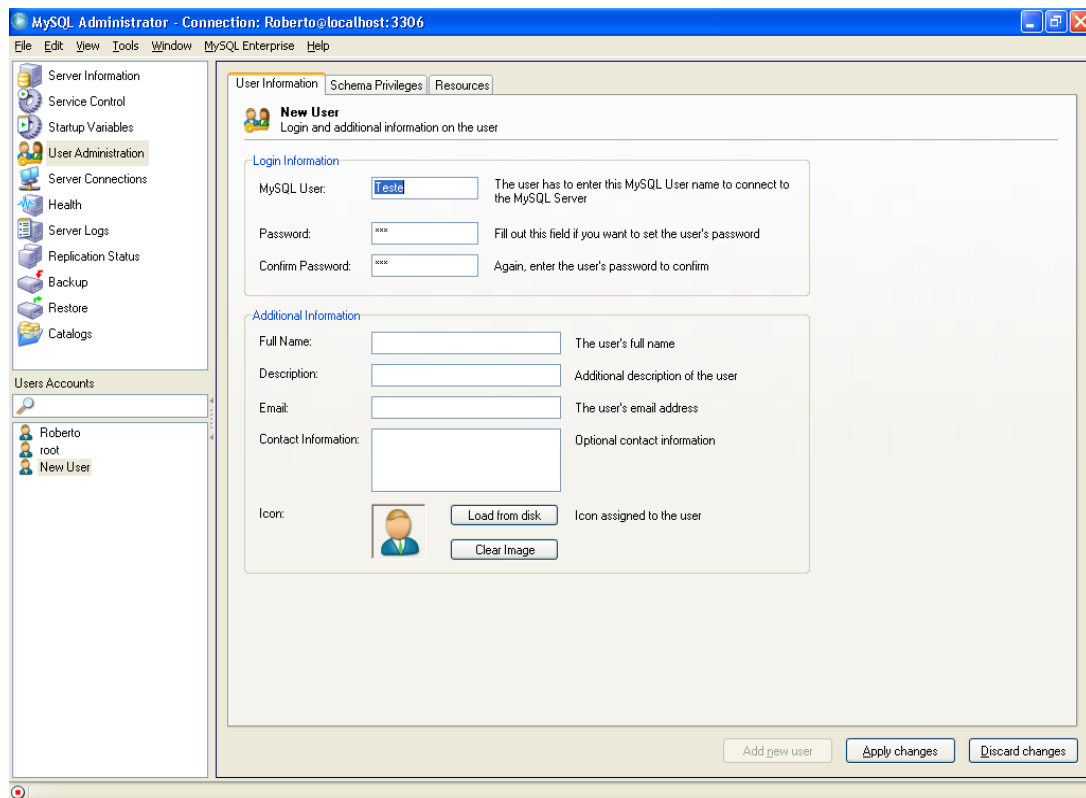 MySQL Administrator - Connection: Roberto@localhost:3306
File Edit View Tools Window MySQL Enterprise Help
Server Information
Service Control
Startup Variables
User Administration
Server Connections
Health
Server Logs
Replication Status
Backup
Restore
Catalogs
Users Accounts
Roberto
root
New User
User Information Schema Privileges Resources
New User
Login and additional information on the user
Login Information
MySQL User: Teste The user has to enter this MySQL User name to connect to
the MySQL Server
Password: *** Fill out this field if you want to set the user's password
Confirm Password: *** Again, enter the user's password to confirm
Additional Information
Full Name: The user's full name
Description: Additional description of the user
Email: The user's email address
Contact Information: Optional contact information
Icon: Load from disk Icon assigned to the user
Clear Image
Add new user Apply changes Discard changes